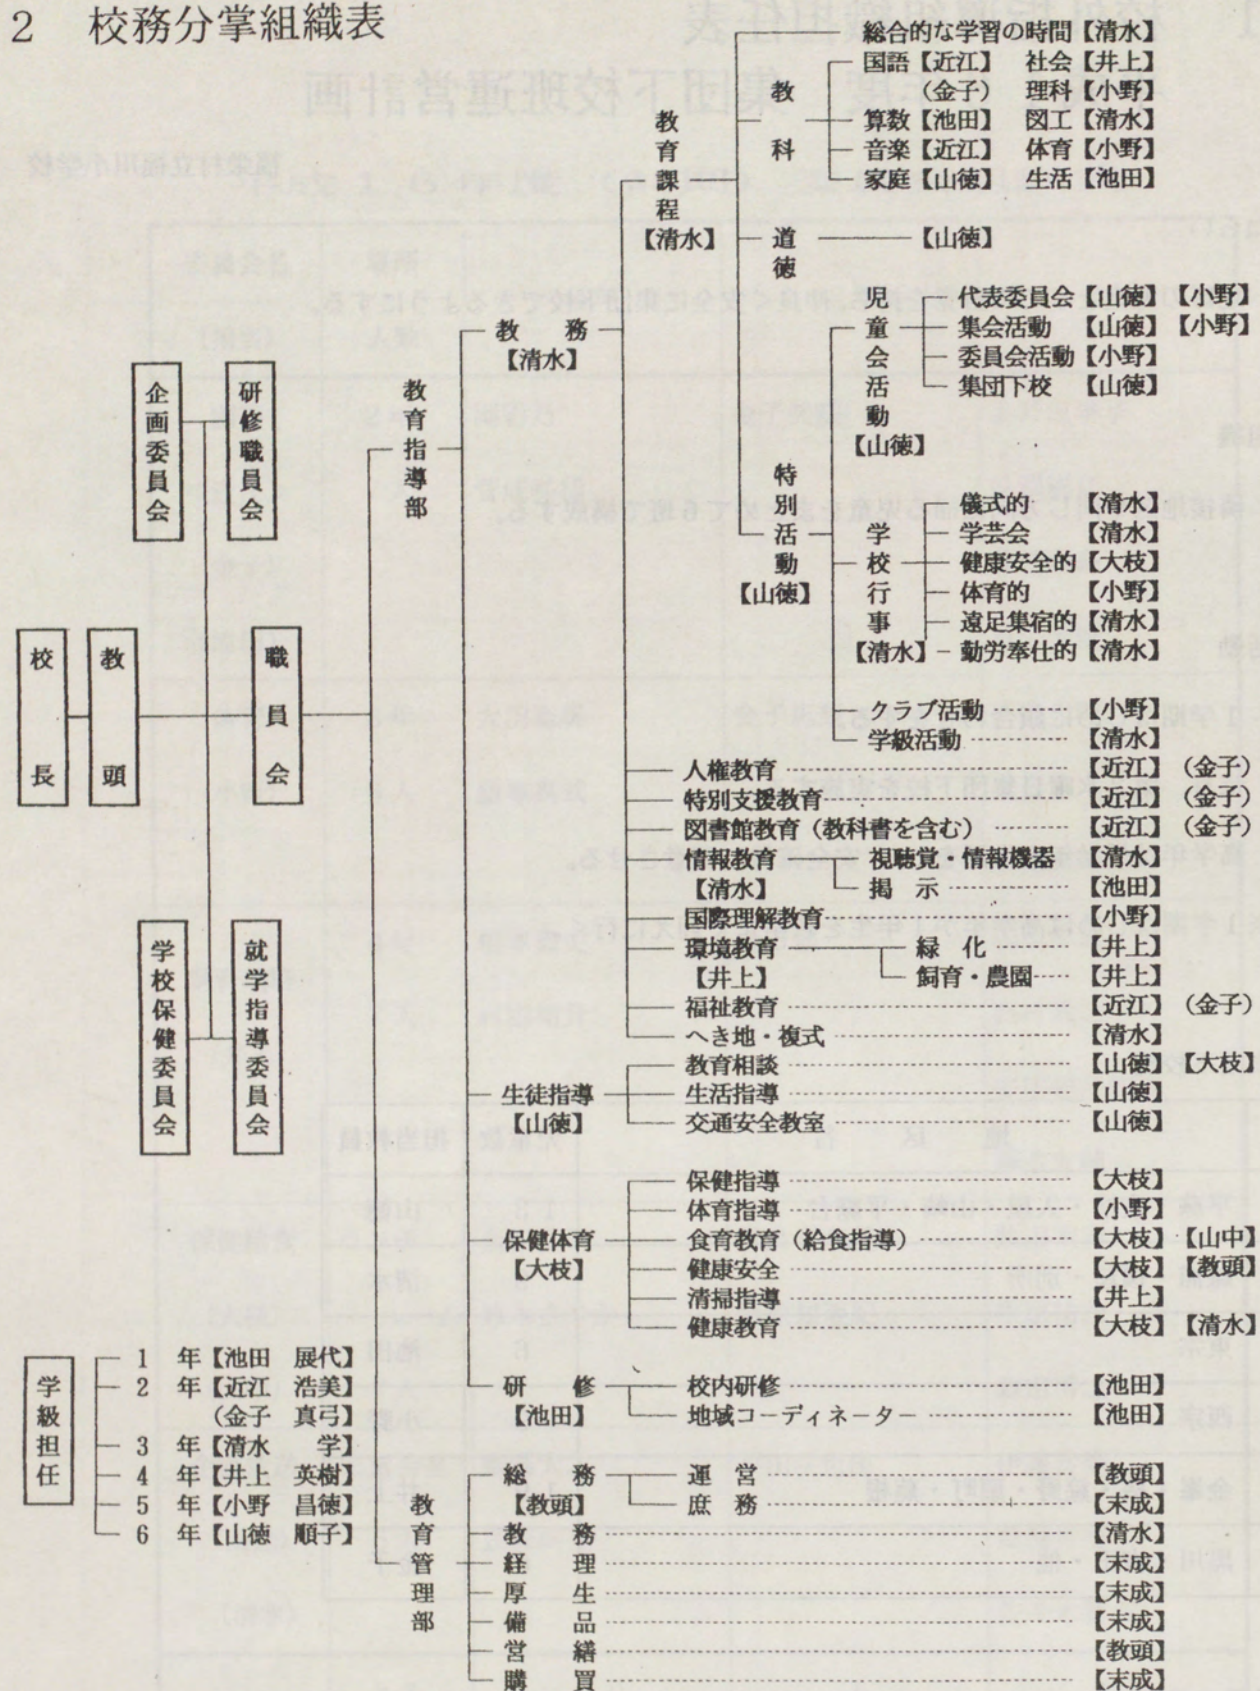 2　校務分掌組織表
総合的な学習の時間【清水】
教科
国語【近江】　社会【井上】
（金子）　理科【小野】
算数【池田】　図工【清水】
音楽【近江】　体育【小野】
家庭【山徳】　生活【池田】
教育課程
【清水】
道徳
【山徳】
児童会活動
【山徳】
代表委員会【山徳】【小野】
集会活動　【山徳】【小野】
委員会活動【小野】
集団下校　【山徳】
教　務
【清水】
特別活動
【山徳】
学校行事
【清水】
儀式的　【清水】
学芸会　【清水】
健康安全的【大枝】
体育的　【小野】
遠足集宿的【清水】
勤労奉仕的【清水】
クラブ活動　【小野】
学級活動　【清水】
企画委員会
研修職員会
教育指導部
校長
教頭
職員会
学校保健委員会
就学指導委員会
人権教育　【近江】（金子）
特別支援教育　【近江】（金子）
図書館教育（教科書を含む）　【近江】（金子）
情報教育　視聴覚・情報機器　【清水】
【清水】　掲　示　【池田】
国際理解教育　【小野】
環境教育　緑　化　【井上】
【井上】　飼育・農園　【井上】
福祉教育　【近江】（金子）
へき地・複式　【清水】
生徒指導
【山徳】
教育相談　【山徳】【大枝】
生活指導　【山徳】
交通安全教室　【山徳】
保健体育
【大枝】
保健指導　【大枝】
体育指導　【小野】
食育教育（給食指導）　【大枝】【山中】
健康安全　【大枝】【教頭】
清掃指導　【井上】
健康教育　【大枝】【清水】
研　修
【池田】
校内研修　【池田】
地域コーディネータ　【池田】
学級担任
1　年【池田　展代】
2　年【近江　浩美】
（金子　真弓】
3　年【清水　学】
4　年【井上　英樹】
5　年【小野　昌徳】
6　年【山徳　順子】
教育管理部
総　務
【教頭】
運　営　【教頭】
庶　務　【末成】
教　務　【清水】
経　理　【末成】
厚　生　【末成】
備　品　【末成】
営　繕　【教頭】
購　買　【末成】